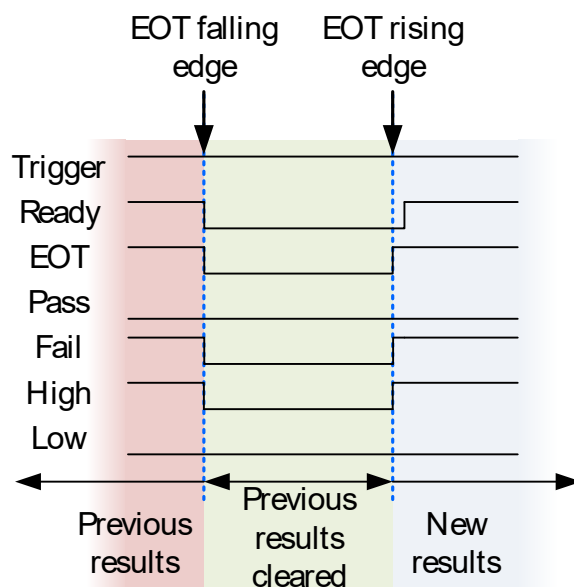 EOT falling
edge
EOT rising
edge
Trigger
Ready
EOT
Pass
Fail
High
Low
Previous
results
Previous
results
cleared
New
results